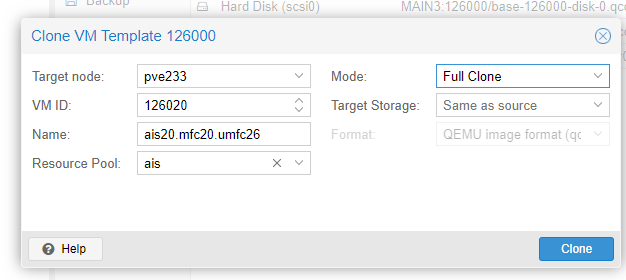 Backup
Hard Disk (scsi0) MAIN3:126000/base-126000-disk-0.qco
Clone VM Template 126000
Target node: pve233 Mode: Full Clone
VM ID: 126020 Target Storage: Same as source
Name: ais20.mfc20.umfc26 Format: QEMU image format (qc
Resource Pool: ais
Help Clone